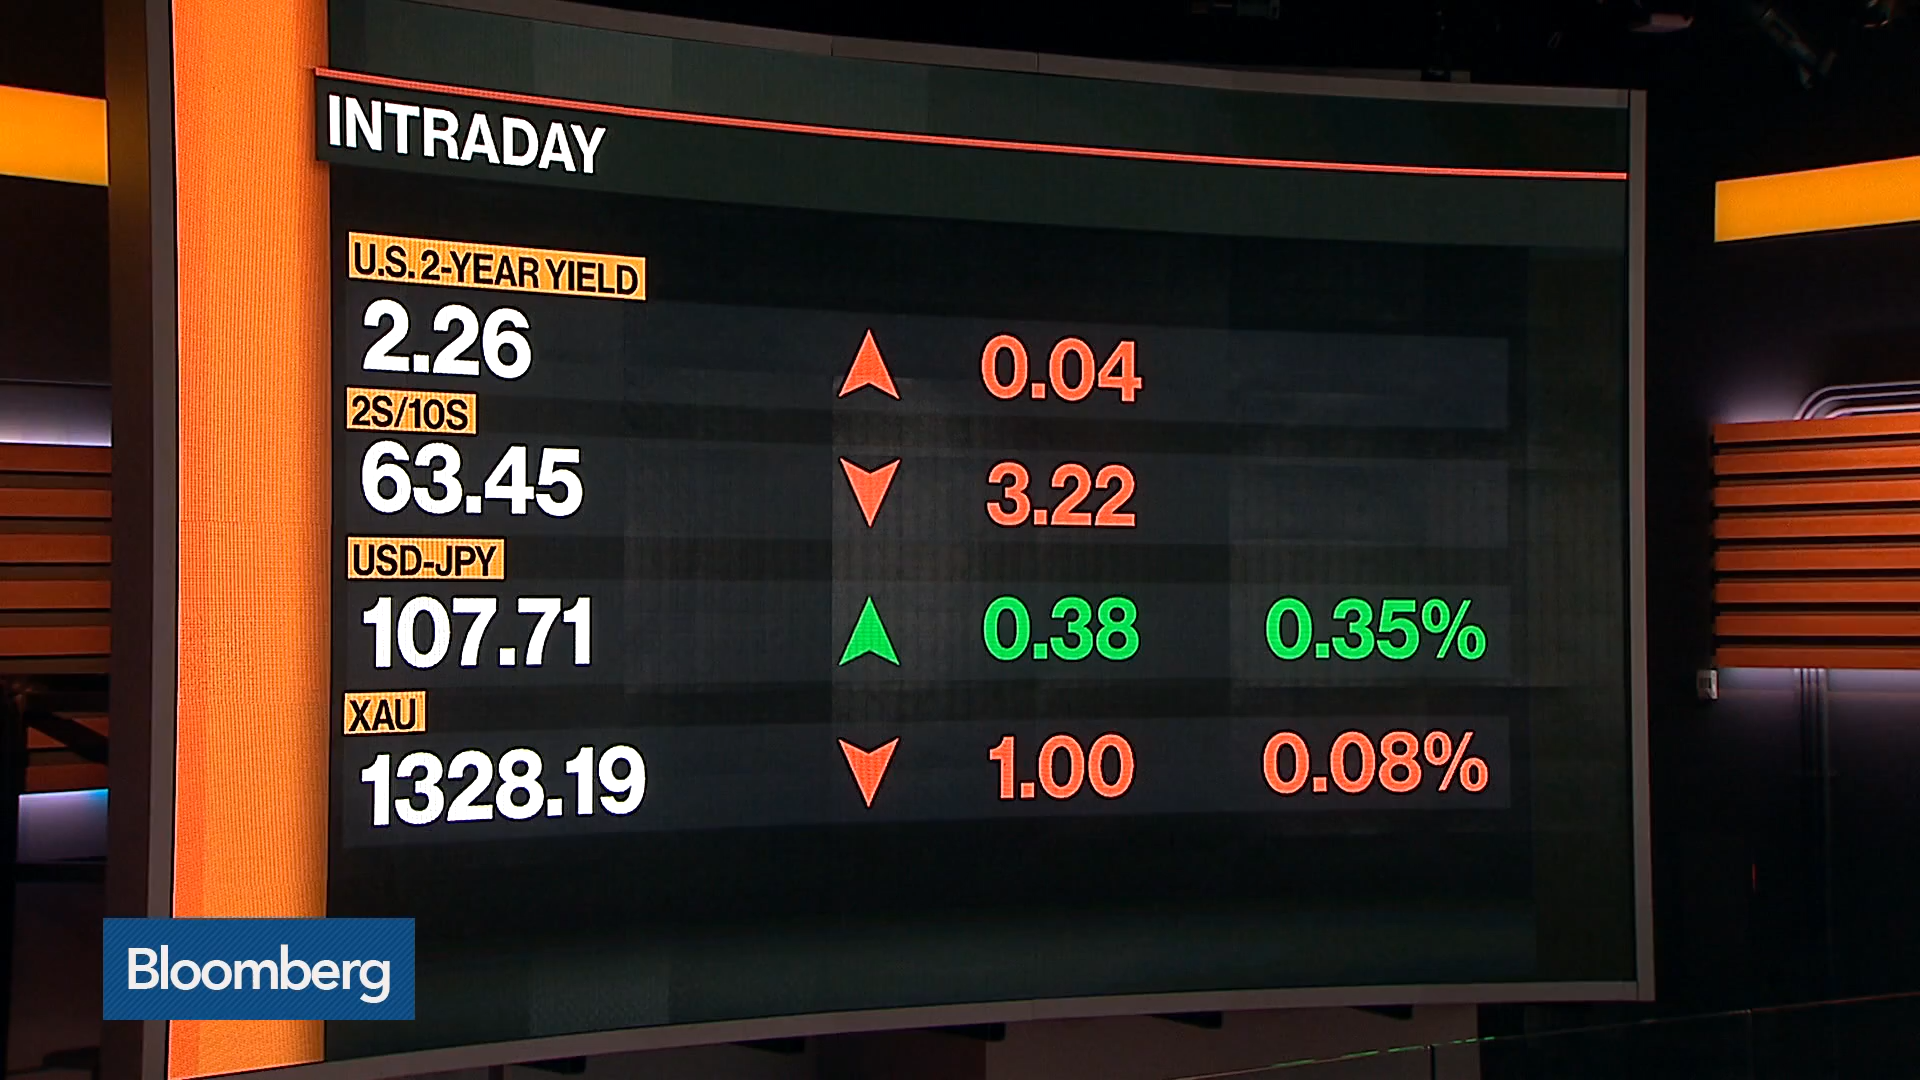 INTRADAY
U.S. 2-YEAR YIELD
2.26 0.04
2S/10S
63.45 3.22
USD-JPY
107.71 0.38 0.35%
XAU
1328.19 1.00 0.08%
Bloomberg